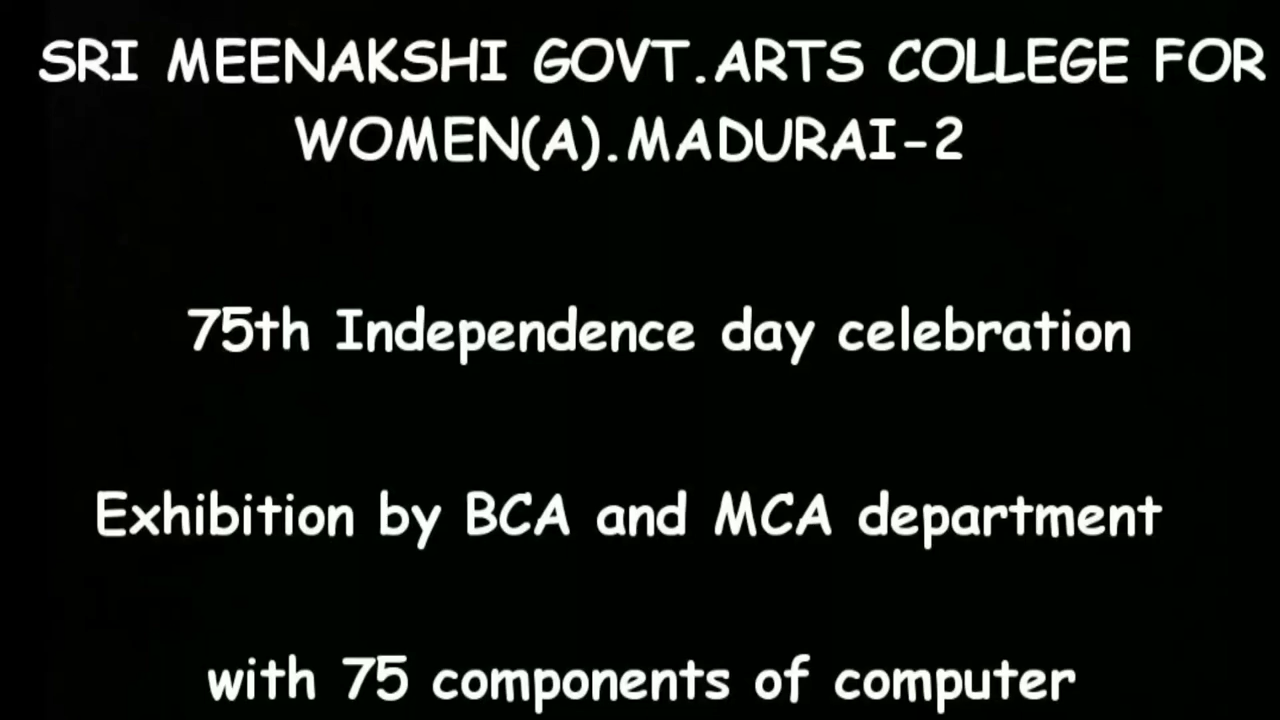 SRI MEENAKSHI GOVT.ARTS COLLEGE FOR
WOMEN(A).MADURAI-2
75th Independence day celebration
Exhibition by BCA and MCA department
with 75 components of computer